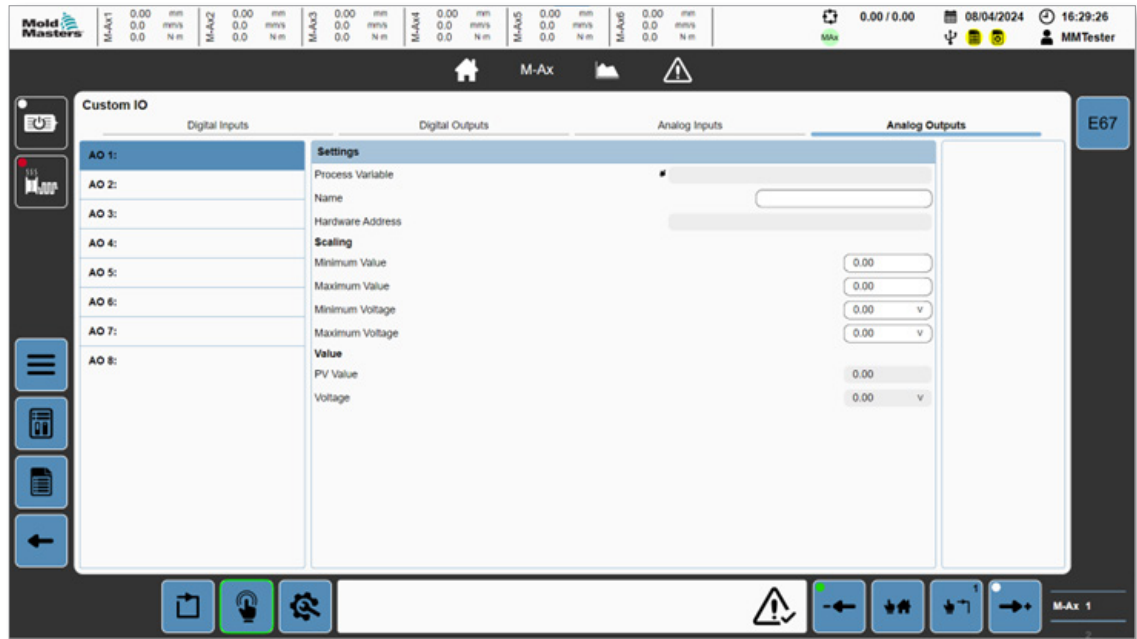 Mold
Masters
M-Ax1 0.00 mm
0.0 mm/s
0.0 N·m
M-Ax2 0.00 mm
0.0 mm/s
0.0 N·m
M-Ax3 0.00 mm
0.0 mm/s
0.0 N·m
M-Ax4 0.00 mm
0.0 mm/s
0.0 N·m
M-Ax5 0.00 mm
0.0 mm/s
0.0 N·m
M-Ax6 0.00 mm
0.0 mm/s
0.0 N·m
0.00 / 0.00
MAx
08/04/2024
16:29:26
MMTester
M-Ax
Custom IO
E67
Digital Inputs
Digital Outputs
Analog Inputs
Analog Outputs
AO 1:
AO 2:
AO 3:
AO 4:
AO 5:
AO 6:
AO 7:
AO 8:
Settings
Process Variable
Name
Hardware Address
Scaling
Minimum Value 0.00
Maximum Value 0.00
Minimum Voltage 0.00 V
Maximum Voltage 0.00 V
Value
PV Value 0.00
Voltage 0.00 V
1
M-Ax 1
2